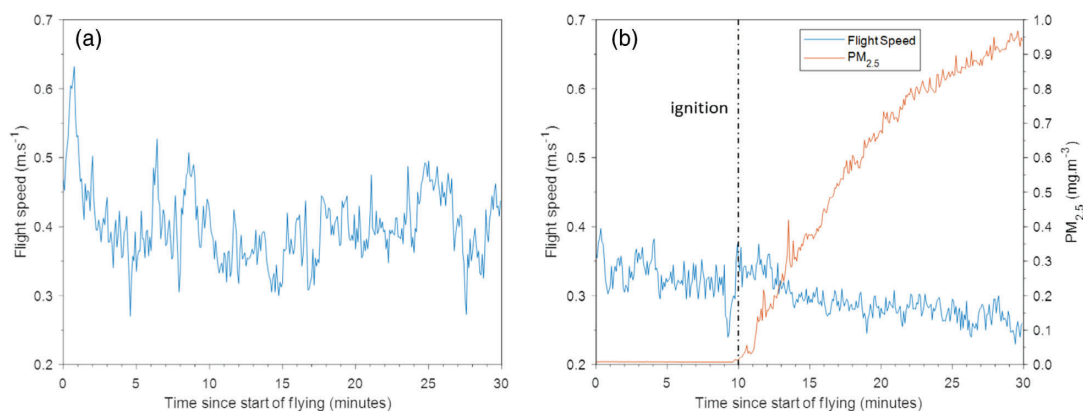 (a)
0.7
0.6
0.5
0.4
0.3
0.2
Flight speed (m.s-1)
0 5 10 15 20 25 30
Time since start of flying (minutes)
(b)
0.7
0.6
0.5
0.4
0.3
0.2
Flight speed (m.s-1)
ignition
Flight Speed
PM2.5
1.0
0.9
0.8
0.7
0.6
0.5
0.4
0.3
0.2
0.1
0.0
PM2.5 (mg.m-3)
0 5 10 15 20 25 30
Time since start of flying (minutes)